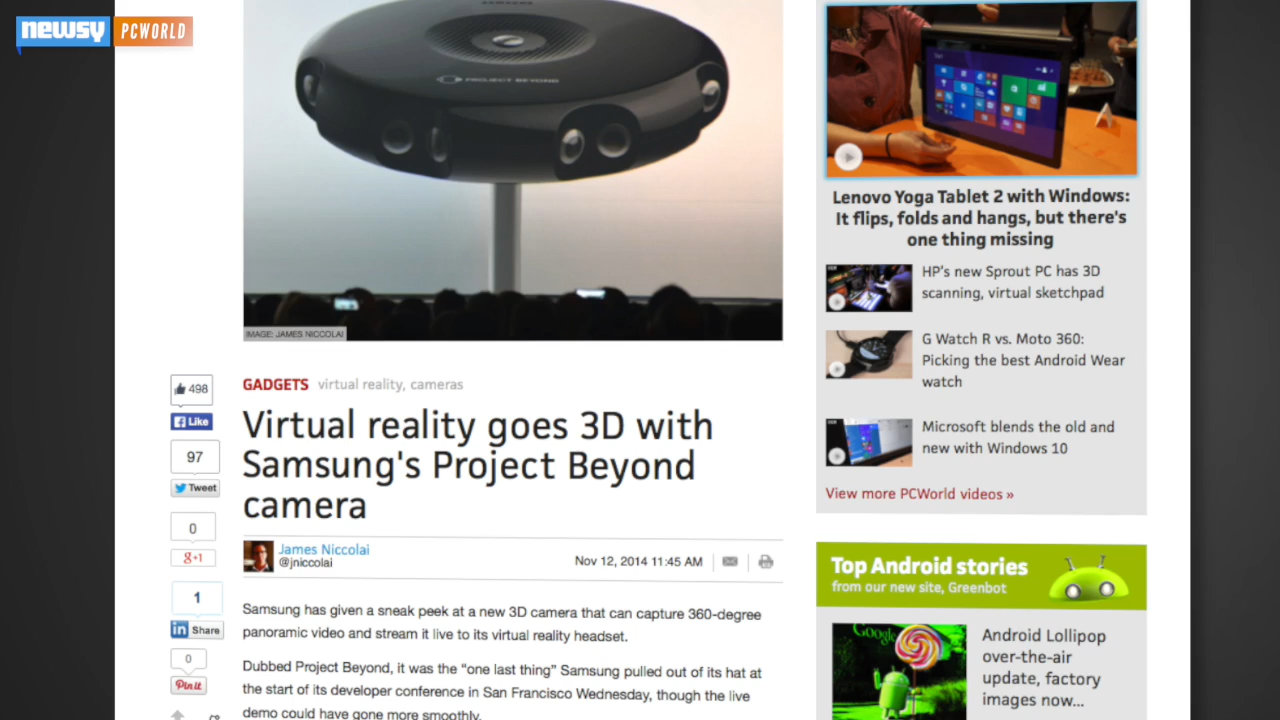 newsy PCWORLD
SAMSUNG
PROJECT BEYOND
IMAGE: JAMES NICCOLAI
498
Like
97
Tweet
0
g+1
1
in Share
0
Pin it
GADGETS virtual reality, cameras
Virtual reality goes 3D with
Samsung's Project Beyond
camera
James Niccolai
@jniccolai
Nov 12, 2014 11:45 AM
Samsung has given a sneak peek at a new 3D camera that can capture 360-degree
panoramic video and stream it live to its virtual reality headset.
Dubbed Project Beyond, it was the “one last thing” Samsung pulled out of its hat at
the start of its developer conference in San Francisco Wednesday, though the live
demo could have gone more smoothly.
Lenovo Yoga Tablet 2 with Windows:
It flips, folds and hangs, but there's
one thing missing
HP's new Sprout PC has 3D
scanning, virtual sketchpad
G Watch R vs. Moto 360:
Picking the best Android Wear
watch
Microsoft blends the old and
new with Windows 10
View more PCWorld videos »
Top Android stories
from our new site, Greenbot
Google
Android Lollipop
over-the-air
update, factory
images now...